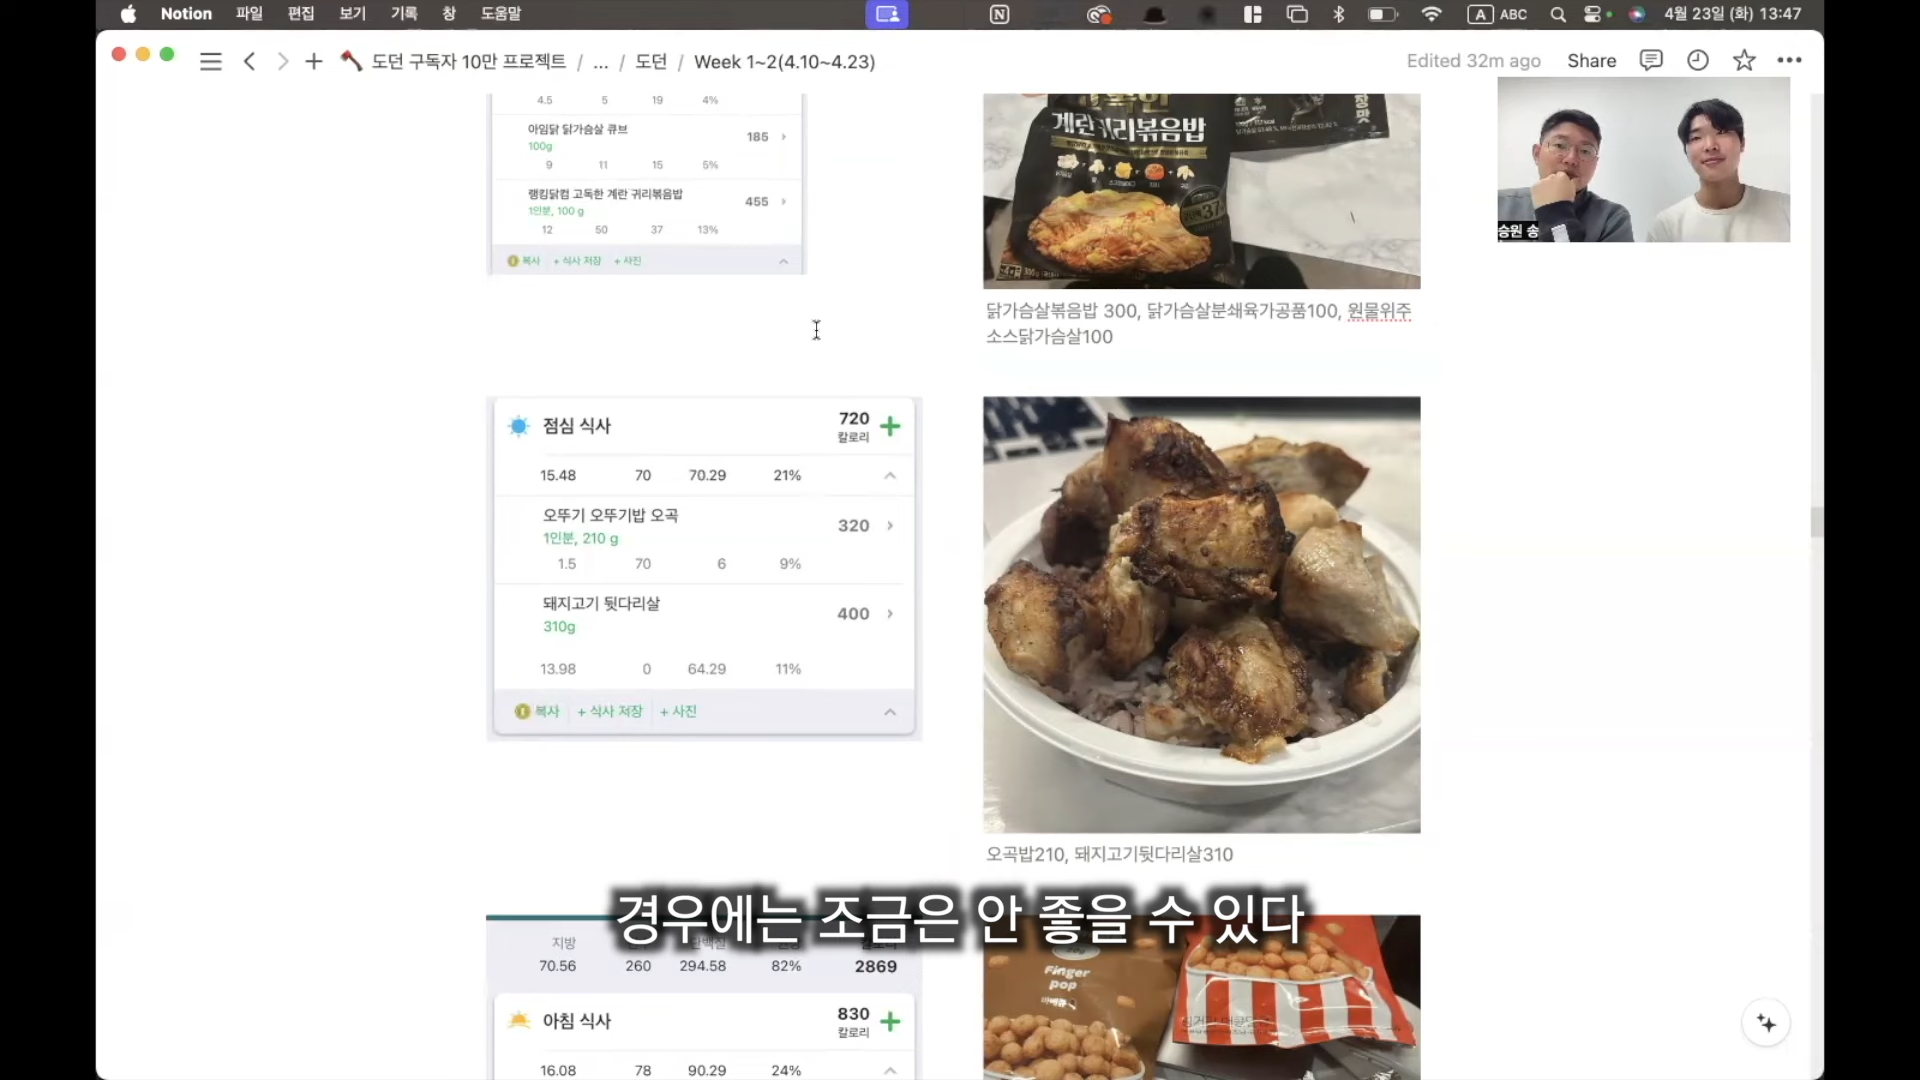 Notion 파일 편집 보기 기록 창 도움말
A ABC 4월 23일 (화) 13:47
도던 구독자 10만 프로젝트 / ... / 도던 / Week 1~2(4.10~4.23)
Edited 32m ago Share
4.5 5 19 4%
아임닭 닭가슴살 큐브
185
100g
9 11 15 5%
랭킹닭컴 고독한 계란 귀리볶음밥
455
1인분, 100 g
12 50 37 13%
복사 + 식사 저장 + 사진
계란귀리볶음밥
37
승원 송
닭가슴살볶음밥 300, 닭가슴살분쇄육가공품100, 원물위주
소스닭가슴살100
점심 식사
720
칼로리
15.48 70 70.29 21%
오뚜기 오뚜기밥 오곡
320
1인분, 210 g
1.5 70 6 9%
돼지고기 뒷다리살
400
310g
13.98 0 64.29 11%
복사 + 식사 저장 + 사진
오곡밥210, 돼지고기뒷다리살310
경우에는 조금은 안 좋을 수 있다
지방
70.56 260 294.58 82% 2869
Finger
pop
아침 식사
830
칼로리
16.08 78 90.29 24%